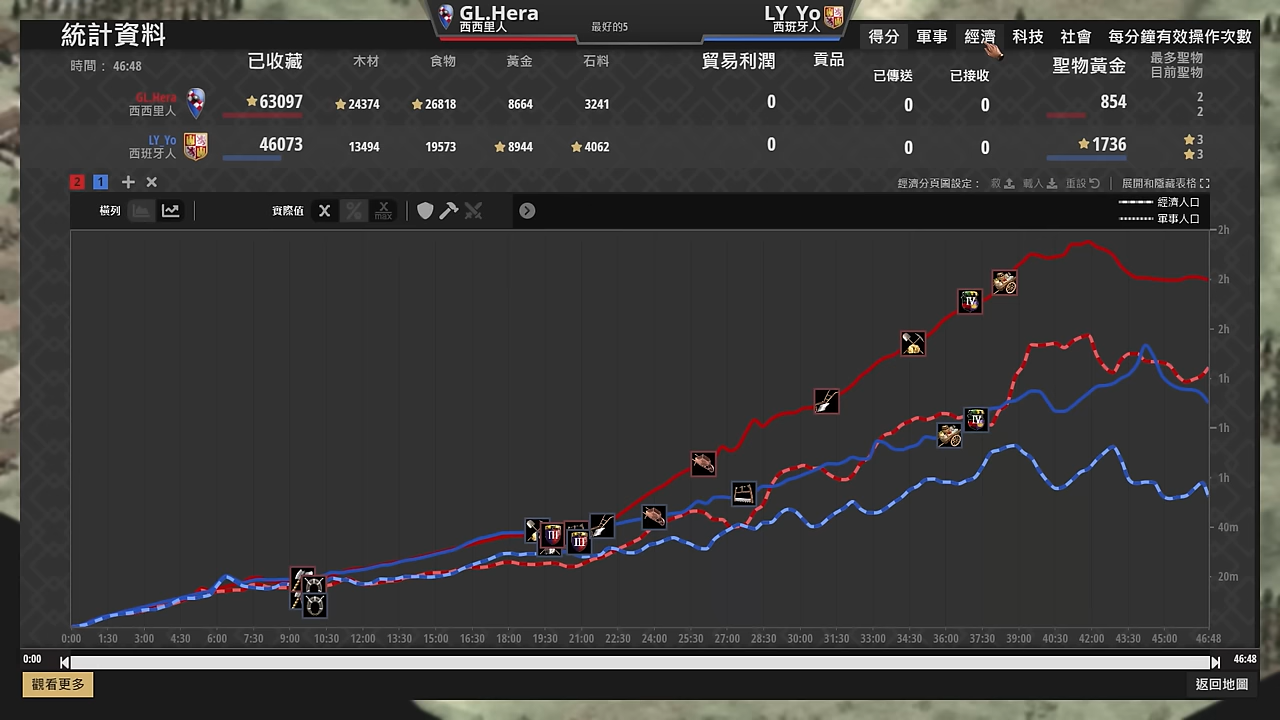 GL.Hera
西西里人
最好的5
LY_Yo
西班牙人
統計資料
得分 軍事 經濟 科技 社會 每分鐘有效操作次數
時間： 46:48
已收藏 木材 食物 黃金 石料 貿易利潤 貢品 已傳送 已接收 聖物黃金 最多聖物 目前聖物
GL.Hera
西西里人
63097 24374 26818 8664 3241 0 0 0 854 2 2
LY_Yo
西班牙人
46073 13494 19573 8944 4062 0 0 0 1736 3 3
2 1
經濟分頁圖設定： 載入 重設 展開和隱藏表格
橫列 實際值 X % X max
經濟人口
軍事人口
2h
2h
2h
1h
1h
1h
40m
20m
IV
IV
III
III
0:00 1:30 3:00 4:30 6:00 7:30 9:00 10:30 12:00 13:30 15:00 16:30 18:00 19:30 21:00 22:30 24:00 25:30 27:00 28:30 30:00 31:30 33:00 34:30 36:00 37:30 39:00 40:30 42:00 43:30 45:00 46:48
0:00 46:48
觀看更多 返回地圖